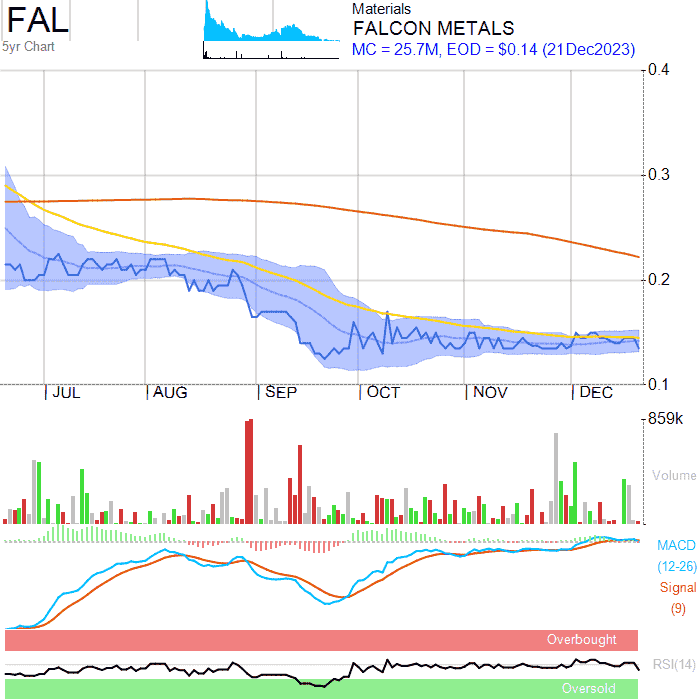 FAL
5yr Chart
Materials
FALCON METALS
MC = 25.7M, EOD = $0.14 (21Dec2023)
0.4
0.3
0.2
0.1
JUL
AUG
SEP
OCT
NOV
DEC
859k
Volume
MACD
(12-26)
Signal
(9)
Overbought
RSI(14)
Oversold